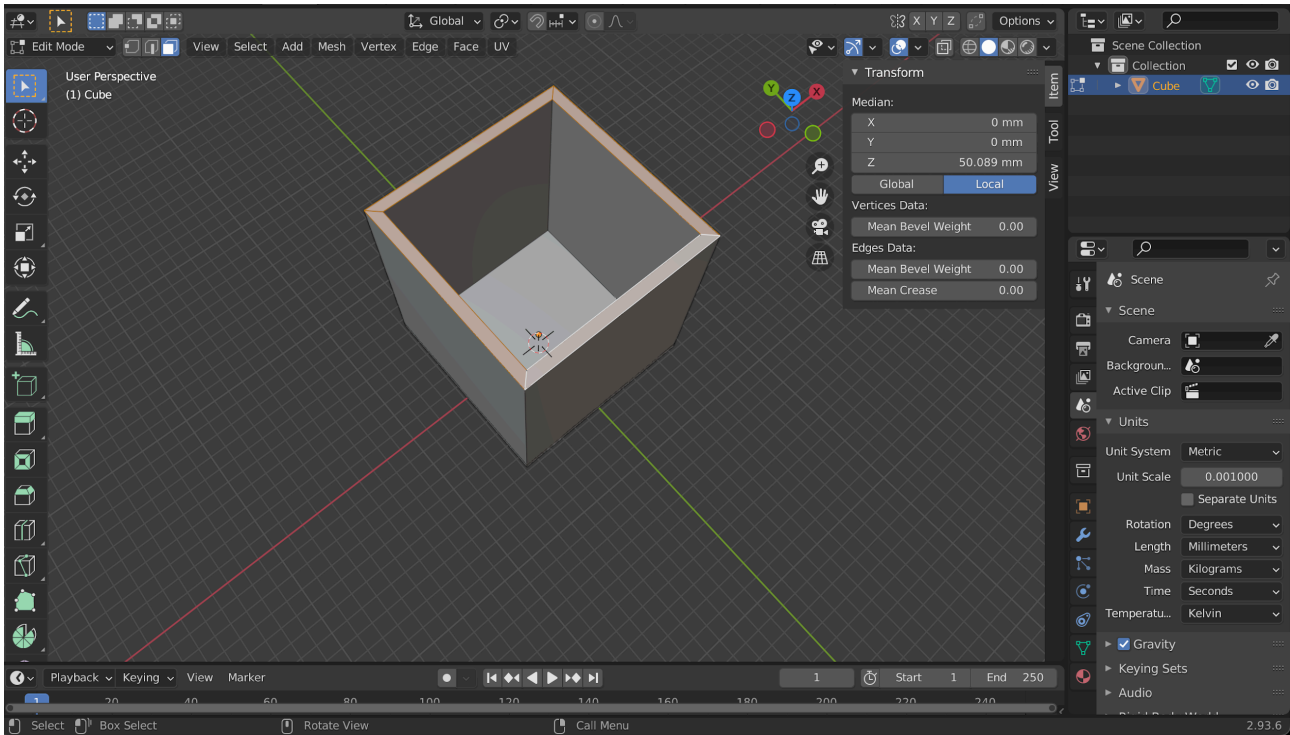 Global
X Y Z
Options
Edit Mode View Select Add Mesh Vertex Edge Face UV
User Perspective
(1) Cube
Y
Z
X
Transform
Median:
X 0 mm
Y 0 mm
Z 50.089 mm
Global Local
Vertices Data:
Mean Bevel Weight 0.00
Edges Data:
Mean Bevel Weight 0.00
Mean Crease 0.00
Item
Tool
View
Scene Collection
Collection
Cube
Scene
Scene
Camera
Backgroun...
Active Clip
Units
Unit System Metric
Unit Scale 0.001000
Separate Units
Rotation Degrees
Length Millimeters
Mass Kilograms
Time Seconds
Temperatu... Kelvin
Gravity
Keying Sets
Audio
Playback Keying View Marker
1 Start 1 End 250
1 20 40 60 80 100 120 140 160 180 200 220 240
Select Box Select Rotate View Call Menu 2.93.6